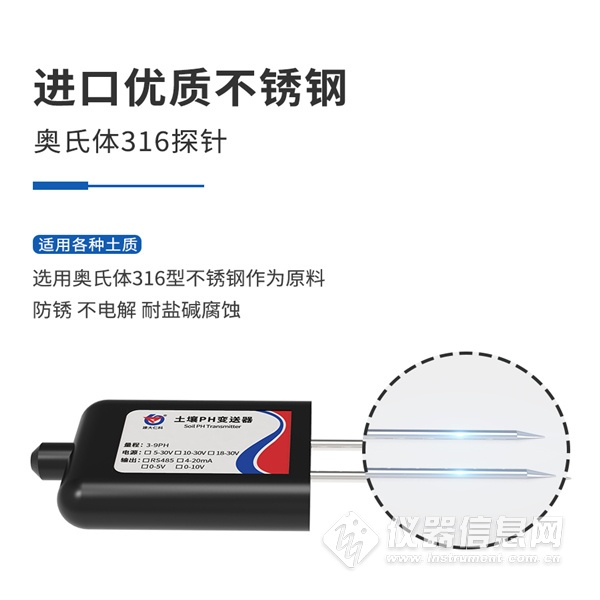 进口优质不锈钢
奥氏体316探针
适用各种土质
选用奥氏体316型不锈钢作为原料
防锈 不电解 耐盐碱腐蚀
建大仁科
土壤PH变送器
Soil PH Transmitter
量程：3-9PH
电源：□ 5-30V □ 10-30V □ 18-30V
输出：□ RS485 □ 4-20mA
□ 0-5V □ 0-10V
仪器信息网